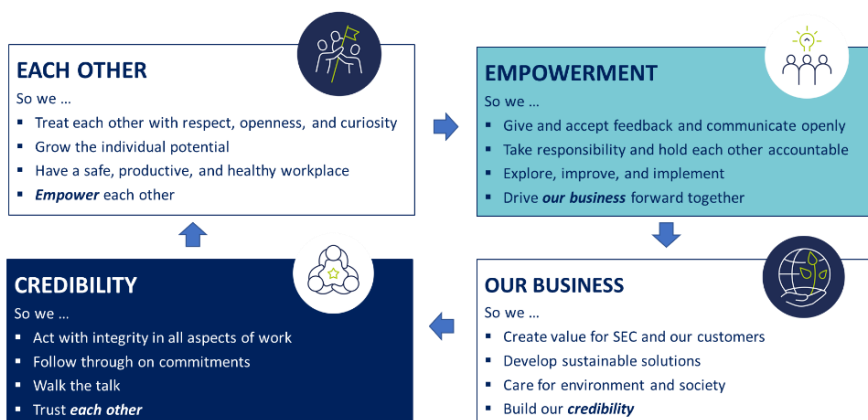 EACH OTHER
So we ...
▪ Treat each other with respect, openness, and curiosity
▪ Grow the individual potential
▪ Have a safe, productive, and healthy workplace
▪ Empower each other
EMPOWERMENT
So we ...
▪ Give and accept feedback and communicate openly
▪ Take responsibility and hold each other accountable
▪ Explore, improve, and implement
▪ Drive our business forward together
OUR BUSINESS
So we ...
▪ Create value for SEC and our customers
▪ Develop sustainable solutions
▪ Care for environment and society
▪ Build our credibility
CREDIBILITY
So we ...
▪ Act with integrity in all aspects of work
▪ Follow through on commitments
▪ Walk the talk
▪ Trust each other